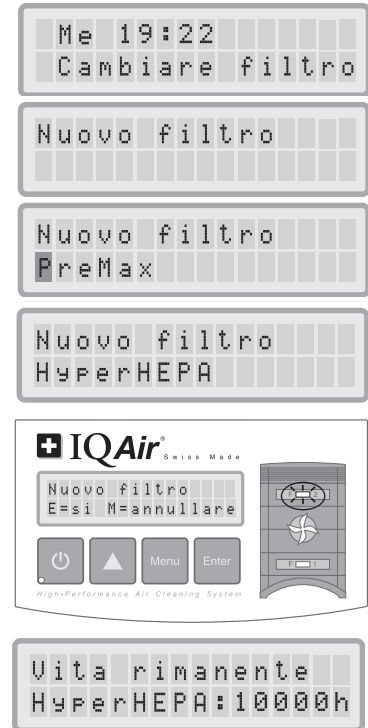 Me 19:22
Cambiare filtro
Nuovo filtro
Nuovo filtro
PreMax
Nuovo filtro
HyperHEPA
IQAir® Swiss Made
Nuovo filtro
E=si M=annullare
Menu Enter
High-Performance Air Cleaning System
F 2
F 1
Vita rimanente
HyperHEPA:10000h